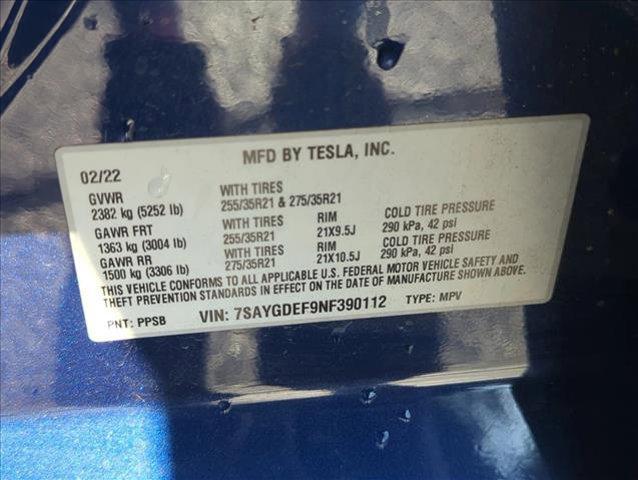 MFD BY TESLA, INC.
02/22
GVWR WITH TIRES
2382 kg (5252 lb) 255/35R21 & 275/35R21
GAWR FRT WITH TIRES RIM COLD TIRE PRESSURE
1363 kg (3004 lb) 255/35R21 21X9.5J 290 kPa, 42 psi
GAWR RR WITH TIRES RIM COLD TIRE PRESSURE
1500 kg (3306 lb) 275/35R21 21X10.5J 290 kPa, 42 psi
THIS VEHICLE CONFORMS TO ALL APPLICABLE U.S. FEDERAL MOTOR VEHICLE SAFETY AND
THEFT PREVENTION STANDARDS IN EFFECT ON THE DATE OF MANUFACTURE SHOWN ABOVE.
PNT: PPSB VIN: 7SAYGDEF9NF390112 TYPE: MPV